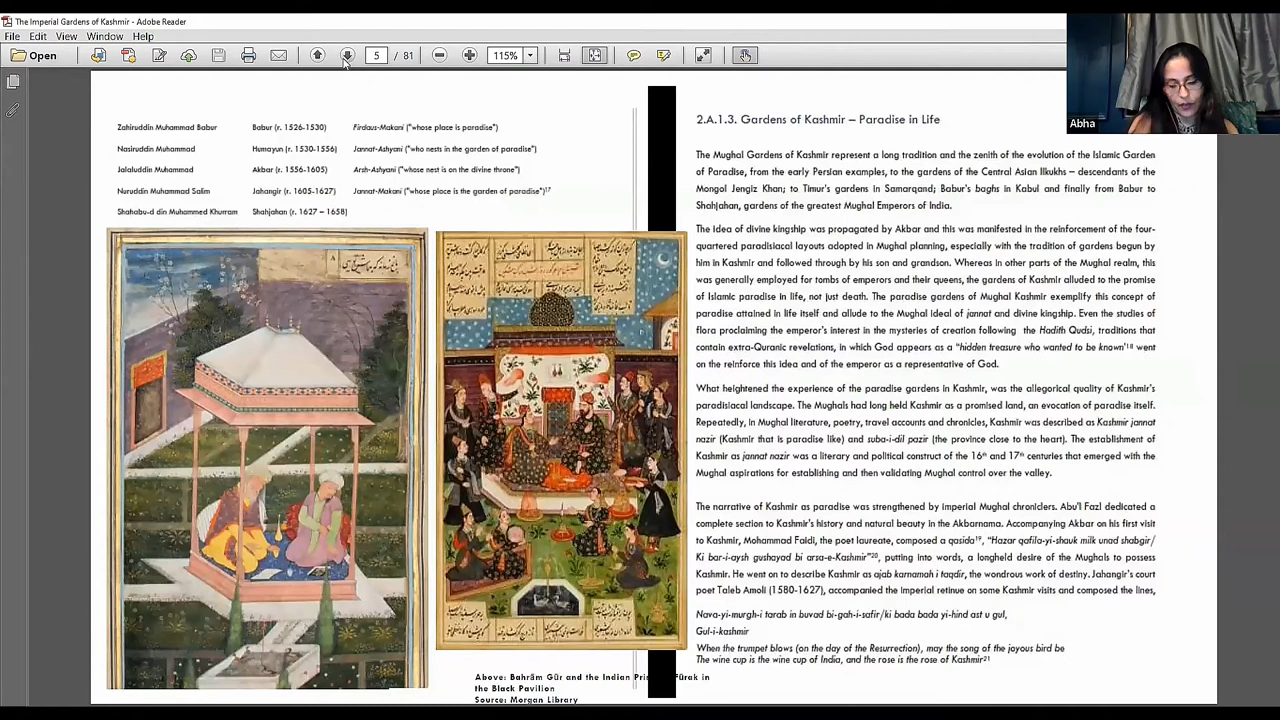 The Imperial Gardens of Kashmir - Adobe Reader
File Edit View Window Help
Open 5 / 81 115%
Abha
Zahiruddin Muhammad Babur Babur (r. 1526-1530) Firdaus-Makani ("whose place is paradise")
Nasiruddin Muhammad Humayun (r. 1530-1556) Jannat-Ashyani ("who nests in the garden of paradise")
Jalaluddin Muhammad Akbar (r. 1556-1605) Arsh-Ashyani ("whose nest is on the divine throne")
Nuruddin Muhammad Salim Jahangir (r. 1605-1627) Jannat-Makani ("whose place is the garden of paradise")17
Shahabu-d din Muhammed Khurram Shahjahan (r. 1627 – 1658)
Above: Bahrām Gūr and the Indian Prin Fūrak in
the Black Pavilion
Source: Morgan Library
2.A.1.3. Gardens of Kashmir – Paradise in Life
The Mughal Gardens of Kashmir represent a long tradition and the zenith of the evolution of the Islamic Garden
of Paradise, from the early Persian examples, to the gardens of the Central Asian Ilkukhs – descendants of the
Mongol Jengiz Khan; to Timur's gardens in Samarqand; Babur's baghs in Kabul and finally from Babur to
Shahjahan, gardens of the greatest Mughal Emperors of India.
The idea of divine kingship was propagated by Akbar and this was manifested in the reinforcement of the four-
quartered paradisiacal layouts adopted in Mughal planning, especially with the tradition of gardens begun by
him in Kashmir and followed through by his son and grandson. Whereas in other parts of the Mughal realm, this
was generally employed for tombs of emperors and their queens, the gardens of Kashmir alluded to the promise
of Islamic paradise in life, not just death. The paradise gardens of Mughal Kashmir exemplify this concept of
paradise attained in life itself and allude to the Mughal ideal of jannat and divine kingship. Even the studies of
flora proclaiming the emperor's interest in the mysteries of creation following the Hadith Qudsi, traditions that
contain extra-Quranic revelations, in which God appears as a "hidden treasure who wanted to be known"18 went
on the reinforce this idea and of the emperor as a representative of God.
What heightened the experience of the paradise gardens in Kashmir, was the allegorical quality of Kashmir's
paradisiacal landscape. The Mughals had long held Kashmir as a promised land, an evocation of paradise itself.
Repeatedly, in Mughal literature, poetry, travel accounts and chronicles, Kashmir was described as Kashmir jannat
nazir (Kashmir that is paradise like) and suba-i-dil pazir (the province close to the heart). The establishment of
Kashmir as jannat nazir was a literary and political construct of the 16th and 17th centuries that emerged with the
Mughal aspirations for establishing and then validating Mughal control over the valley.
The narrative of Kashmir as paradise was strengthened by imperial Mughal chroniclers. Abu'l Fazl dedicated a
complete section to Kashmir's history and natural beauty in the Akbarnama. Accompanying Akbar on his first visit
to Kashmir, Mohammad Faidi, the poet laureate, composed a qasida19, "Hazar qafila-yi-shauk milk unad shabgir/
Ki bar-i-aysh gushayad bi arsa-e-Kashmir"20, putting into words, a longheld desire of the Mughals to possess
Kashmir. He went on to describe Kashmir as ajab karnamah i taqdir, the wondrous work of destiny. Jahangir's court
poet Taleb Amoli (1580-1627), accompanied the imperial retinue on some Kashmir visits and composed the lines,
Nava-yi-murgh-i tarab in buvad bi-gah-i-safir/ki bada bada yi-hind ast u gul,
Gul-i-kashmir
When the trumpet blows (on the day of the Resurrection), may the song of the joyous bird be
The wine cup is the wine cup of India, and the rose is the rose of Kashmir21